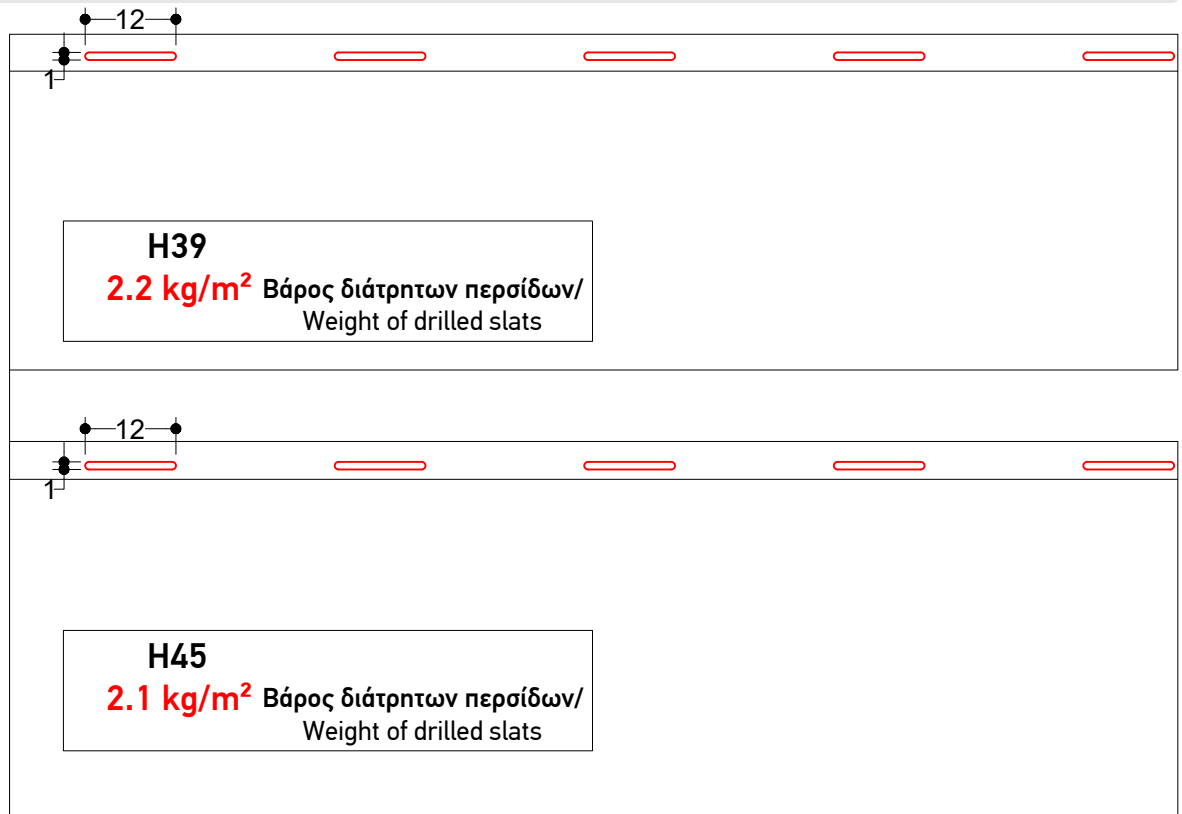 12
1
H39
2.2 kg/m² Βάρος διάτρητων περσίδων/
Weight of drilled slats
12
1
H45
2.1 kg/m² Βάρος διάτρητων περσίδων/
Weight of drilled slats